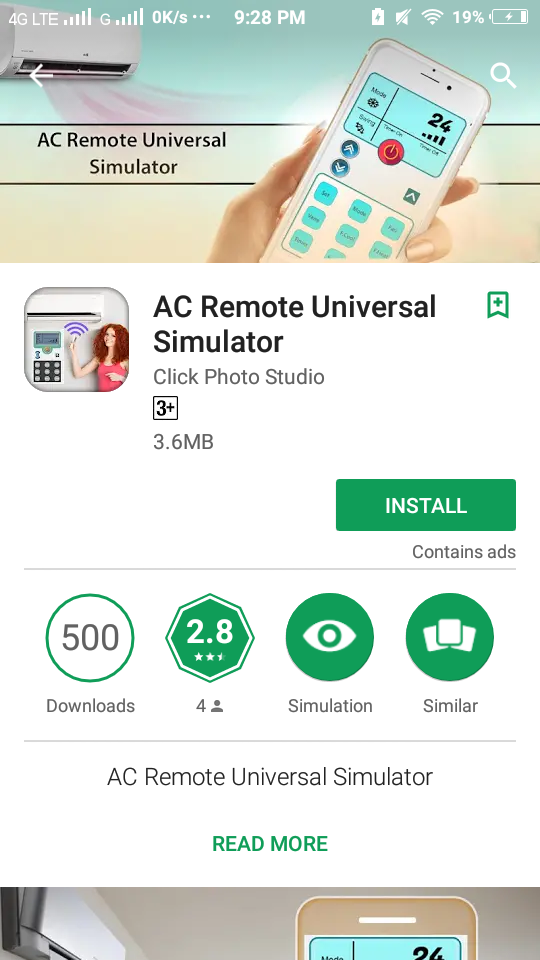 4G LTE G 0K/s ··· 9:28 PM 19%
AC Remote Universal
Simulator
Mode
24
Swing
Timer On
Timer Off
Set
Mode
Fan
Vane
F.Cool
AC Remote Universal
Simulator
Click Photo Studio
3+
3.6MB
INSTALL
Contains ads
500
2.8
Downloads
4
Simulation
Similar
AC Remote Universal Simulator
READ MORE
Mode
24